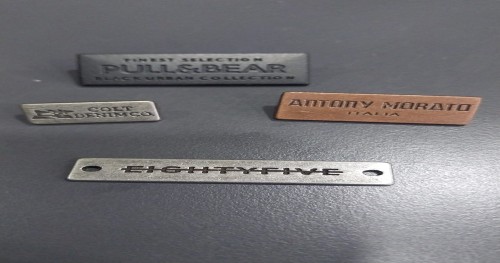 FINEST SELECTION
PULL&BEAR
BLACK URBAN COLLECTION
COLT
DENIMCO.
ANTONY MORATO
ITALIA
EIGHTYFIVE